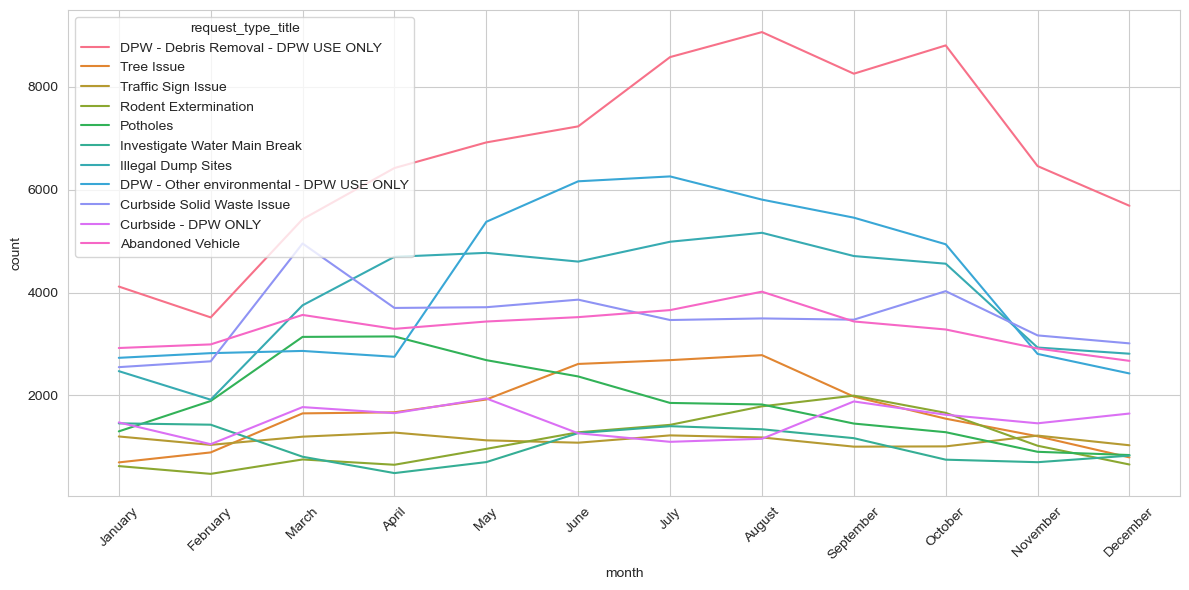 request_type_title
DPW - Debris Removal - DPW USE ONLY
Tree Issue
Traffic Sign Issue
Rodent Extermination
Potholes
Investigate Water Main Break
Illegal Dump Sites
DPW - Other environmental - DPW USE ONLY
Curbside Solid Waste Issue
Curbside - DPW ONLY
Abandoned Vehicle
8000
6000
4000
2000
count
January
February
March
April
May
June
July
August
September
October
November
December
month